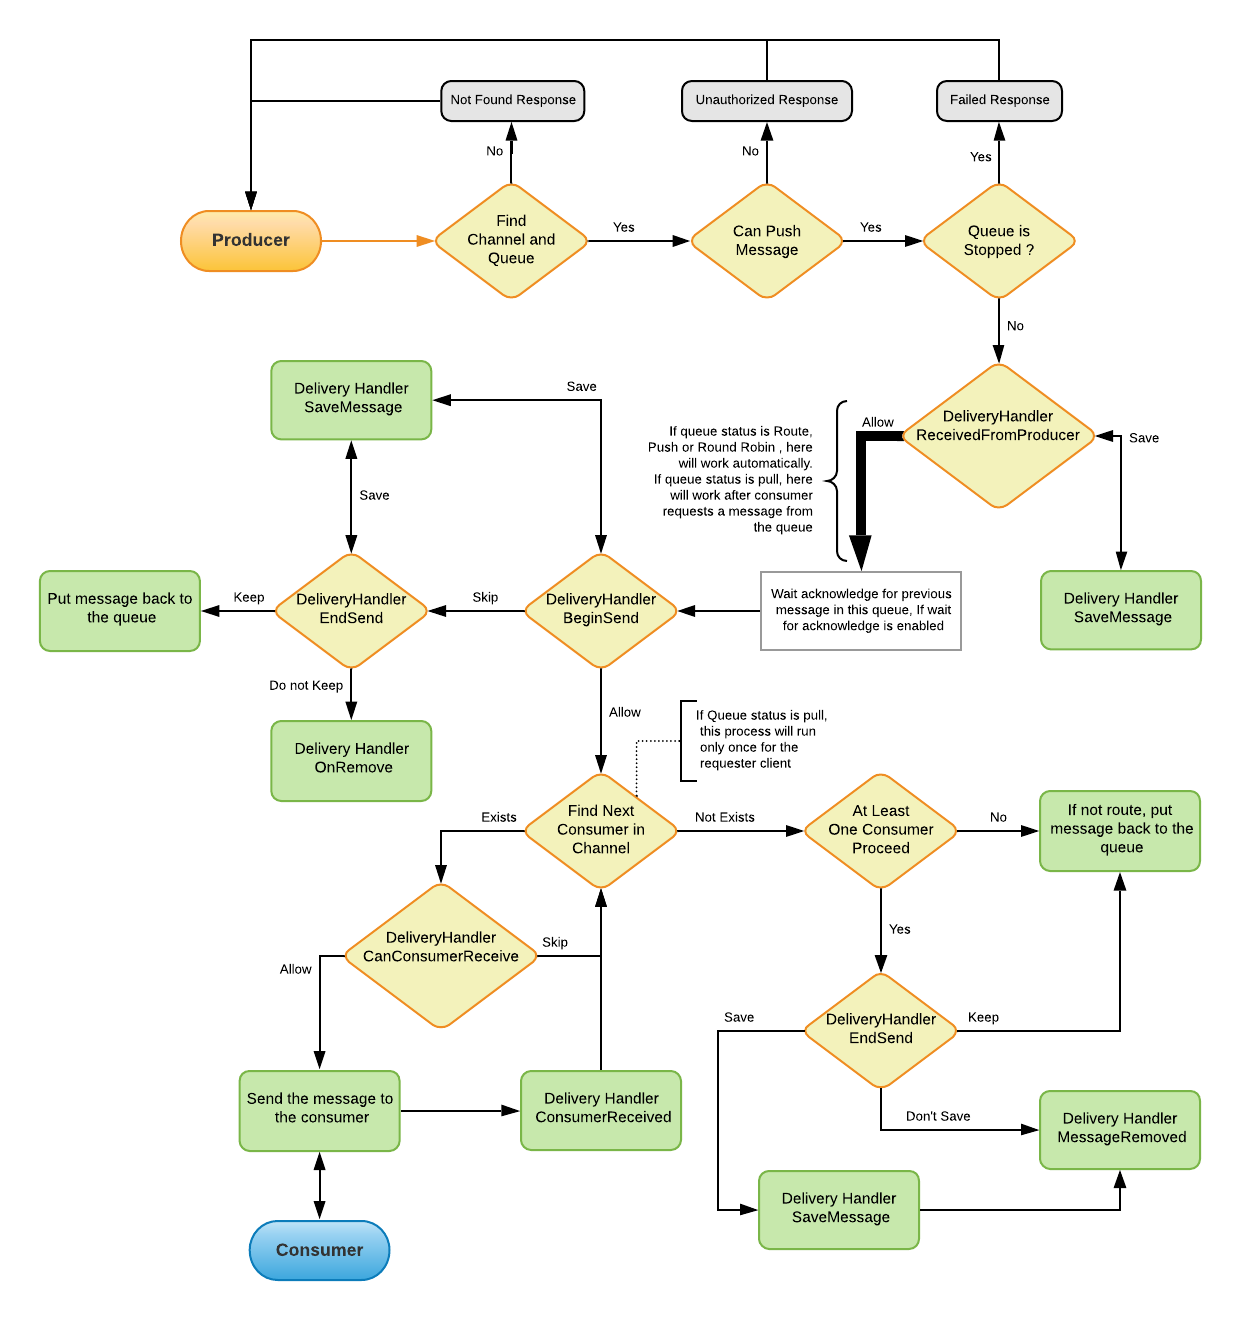 Not Found Response
Unauthorized Response
Failed Response
No
No
Yes
Producer
Find
Channel and
Queue
Yes
Can Push
Message
Yes
Queue is
Stopped ?
No
Delivery Handler
SaveMessage
Save
If queue status is Route,
Push or Round Robin , here
will work automatically.
If queue status is pull, here
will work after consumer
requests a message from
the queue
Allow
DeliveryHandler
ReceivedFromProducer
Save
Save
Put message back to
the queue
Keep
DeliveryHandler
EndSend
Skip
DeliveryHandler
BeginSend
Wait acknowledge for previous
message in this queue, If wait
for acknowledge is enabled
Delivery Handler
SaveMessage
Do not Keep
Delivery Handler
OnRemove
Allow
If Queue status is pull,
this process will run
only once for the
requester client
Exists
Find Next
Consumer in
Channel
Not Exists
At Least
One Consumer
Proceed
No
If not route, put
message back to the
queue
DeliveryHandler
CanConsumerReceive
Skip
Allow
Yes
Save
DeliveryHandler
EndSend
Keep
Send the message to
the consumer
Delivery Handler
ConsumerReceived
Don't Save
Delivery Handler
MessageRemoved
Delivery Handler
SaveMessage
Consumer